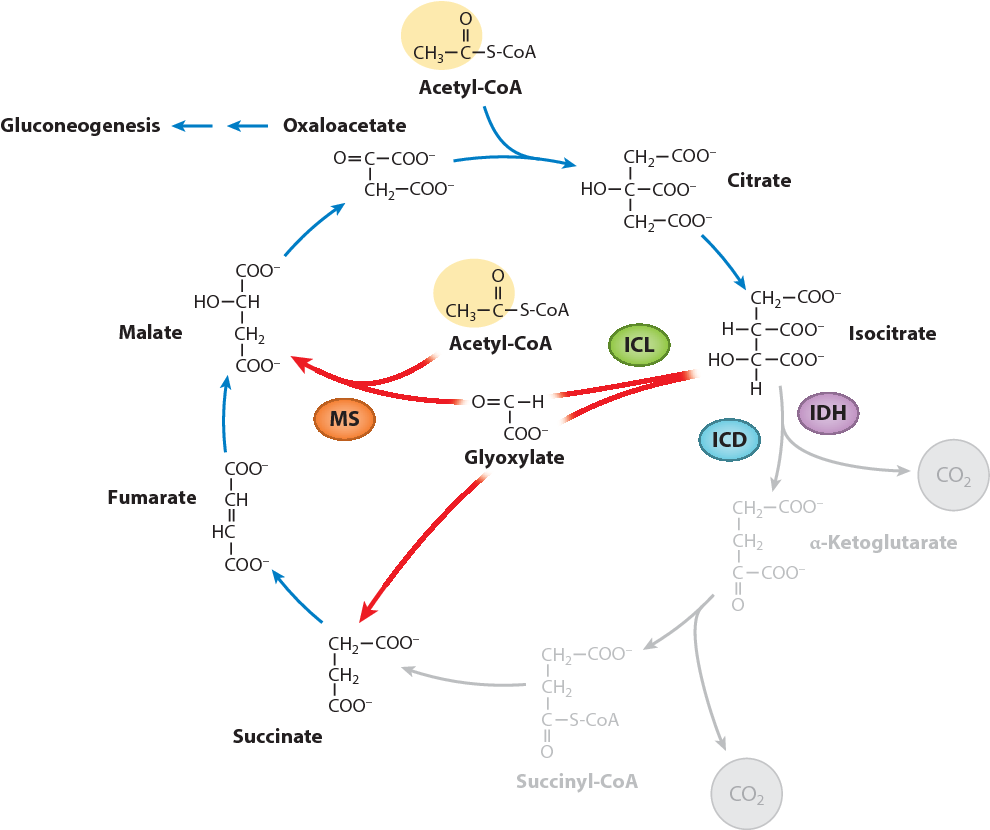 O
CH₃—C—S-CoA
Acetyl-CoA
Gluconeogenesis
Oxaloacetate
O=C—COO⁻
CH₂—COO⁻
CH₂—COO⁻
HO—C—COO⁻
CH₂—COO⁻
Citrate
COO⁻
HO—CH
CH₂
COO⁻
Malate
O
CH₃—C—S-CoA
Acetyl-CoA
ICL
CH₂—COO⁻
H—C—COO⁻
HO—C—COO⁻
H
Isocitrate
MS
O=C—H
COO⁻
Glyoxylate
ICD
IDH
CO₂
COO⁻
CH
HC
COO⁻
Fumarate
CH₂—COO⁻
CH₂
C—COO⁻
O
α-Ketoglutarate
CH₂—COO⁻
CH₂
COO⁻
Succinate
CH₂—COO⁻
CH₂
C—S-CoA
O
Succinyl-CoA
CO₂